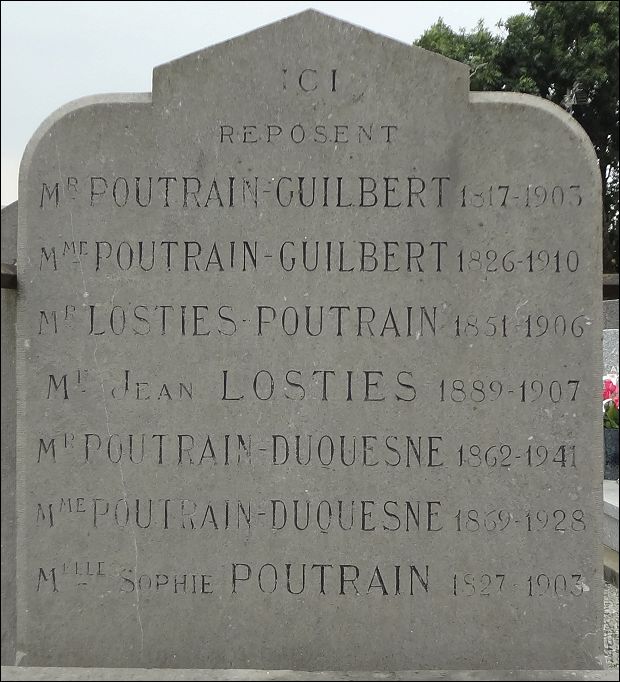 ICI
REPOSENT
MR POUTRAIN-GUILBERT 1817-1903
MME POUTRAIN-GUILBERT 1826-1910
MR LOSTIES-POUTRAIN 1851-1906
MR JEAN LOSTIES 1889-1907
MR POUTRAIN-DUQUESNE 1862-1941
MME POUTRAIN-DUQUESNE 1869-1928
MELLE SOPHIE POUTRAIN 1827-1903